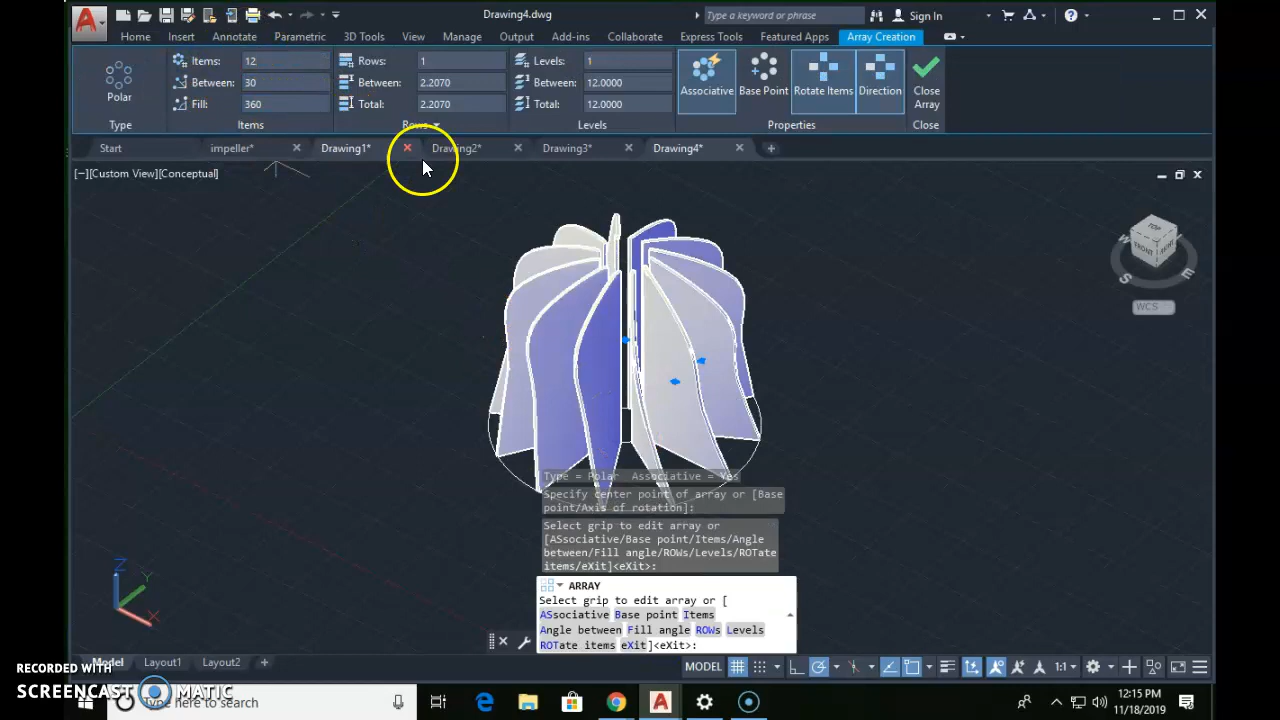 Drawing4.dwg
Type a keyword or phrase
Sign In
Home Insert Annotate Parametric 3D Tools View Manage Output Add-ins Collaborate Express Tools Featured Apps Array Creation
Items: 12
Between: 30
Fill: 360
Items
Rows: 1
Between: 2.2070
Total: 2.2070
Rows
Levels: 1
Between: 12.0000
Total: 12.0000
Levels
Polar
Type
Associative Base Point Rotate Items Direction
Properties
Close
Array
Close
Start impeller* Drawing1* Drawing2* Drawing3* Drawing4*
[−][Custom View][Conceptual]
TOP
FRONT
W
S
E
WCS
Type = Polar Associative = Yes
Specify center point of array or [Base
point/Axis of rotation]:
Select grip to edit array or
[ASsociative/Base point/Items/Angle
between/Fill angle/ROWs/Levels/ROTate
items/eXit]<eXit>:
ARRAY
Select grip to edit array or [
ASsociative Base point Items
Angle between Fill angle ROWs Levels
ROTate items eXit]<eXit>:
Z
Y
X
Model Layout1 Layout2
MODEL
1:1
RECORDED WITH
SCREENCAST MATIC
Type here to search
12:15 PM
11/18/2019